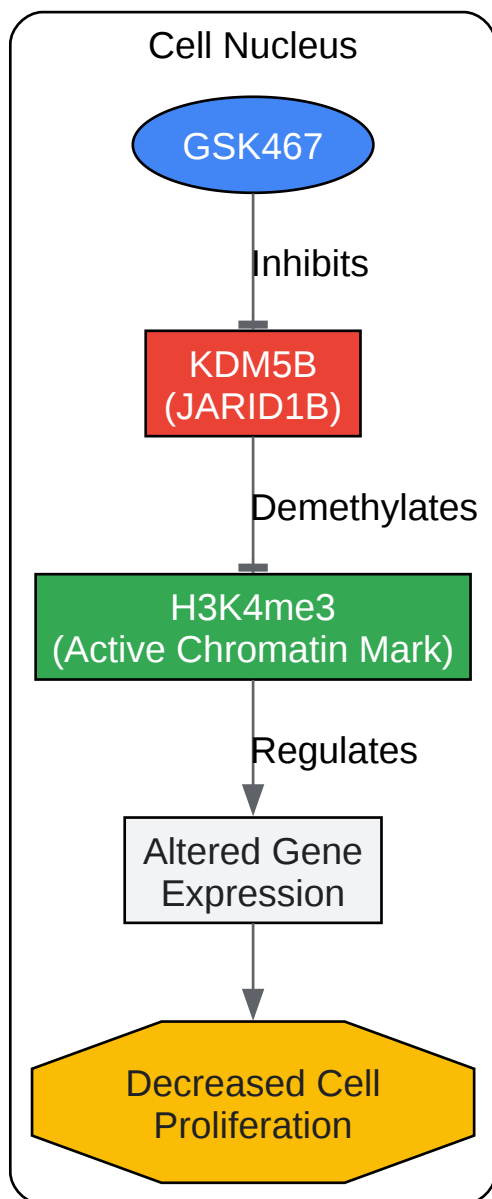 Cell Nucleus
GSK467
Inhibits
KDM5B
(JARID1B)
Demethylates
H3K4me3
(Active Chromatin Mark)
Regulates
Altered Gene
Expression
Decreased Cell
Proliferation